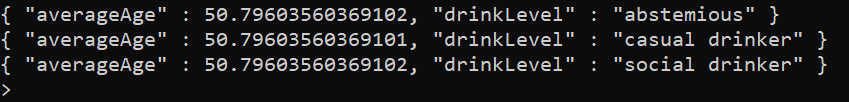 { "averageAge" : 50.79603560369102, "drinkLevel" : "abstemious" }
{ "averageAge" : 50.79603560369101, "drinkLevel" : "casual drinker" }
{ "averageAge" : 50.79603560369102, "drinkLevel" : "social drinker" }
>